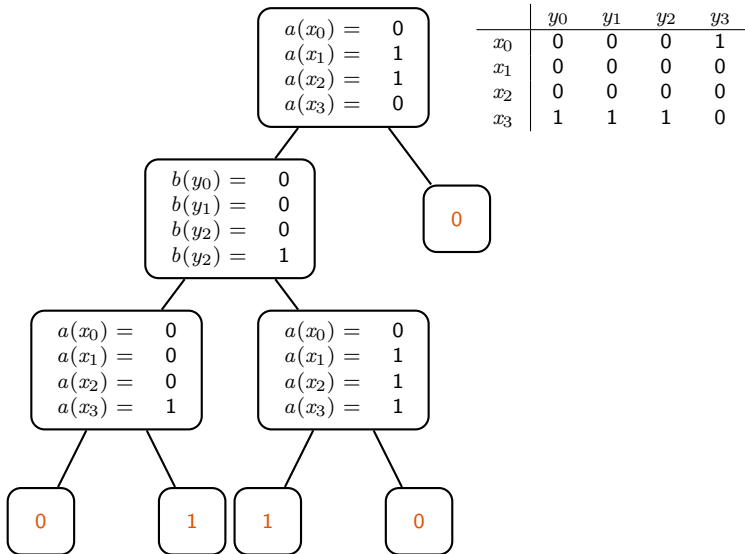 a(x₀) = 0
a(x₁) = 1
a(x₂) = 1
a(x₃) = 0
y₀ y₁ y₂ y₃
x₀ 0 0 0 1
x₁ 0 0 0 0
x₂ 0 0 0 0
x₃ 1 1 1 0
b(y₀) = 0
b(y₁) = 0
b(y₂) = 0
b(y₂) = 1
0
a(x₀) = 0
a(x₁) = 0
a(x₂) = 0
a(x₃) = 1
a(x₀) = 0
a(x₁) = 1
a(x₂) = 1
a(x₃) = 1
0 1 1 0